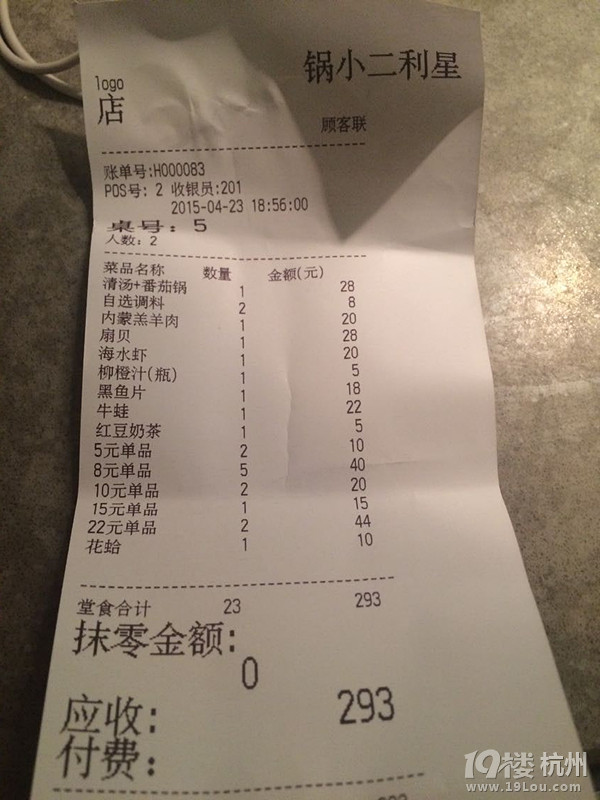 锅小二利星
logo
店
顾客联
账单号:H000083
POS号: 2 收银员:201
2015-04-23 18:56:00
桌号: 5
人数: 2
菜品名称 数量 金额(元)
清汤+番茄锅 1 28
自选调料 2 8
内蒙羔羊肉 1 20
扇贝 1 28
海水虾 1 20
柳橙汁(瓶) 1 5
黑鱼片 1 18
牛蛙 1 22
红豆奶茶 1 5
5元单品 2 10
8元单品 5 40
10元单品 2 20
15元单品 1 15
22元单品 2 44
花蛤 1 10
堂食合计 23 293
抹零金额:
0
应收: 293
付费:
19楼 杭州
www.19Lou.com